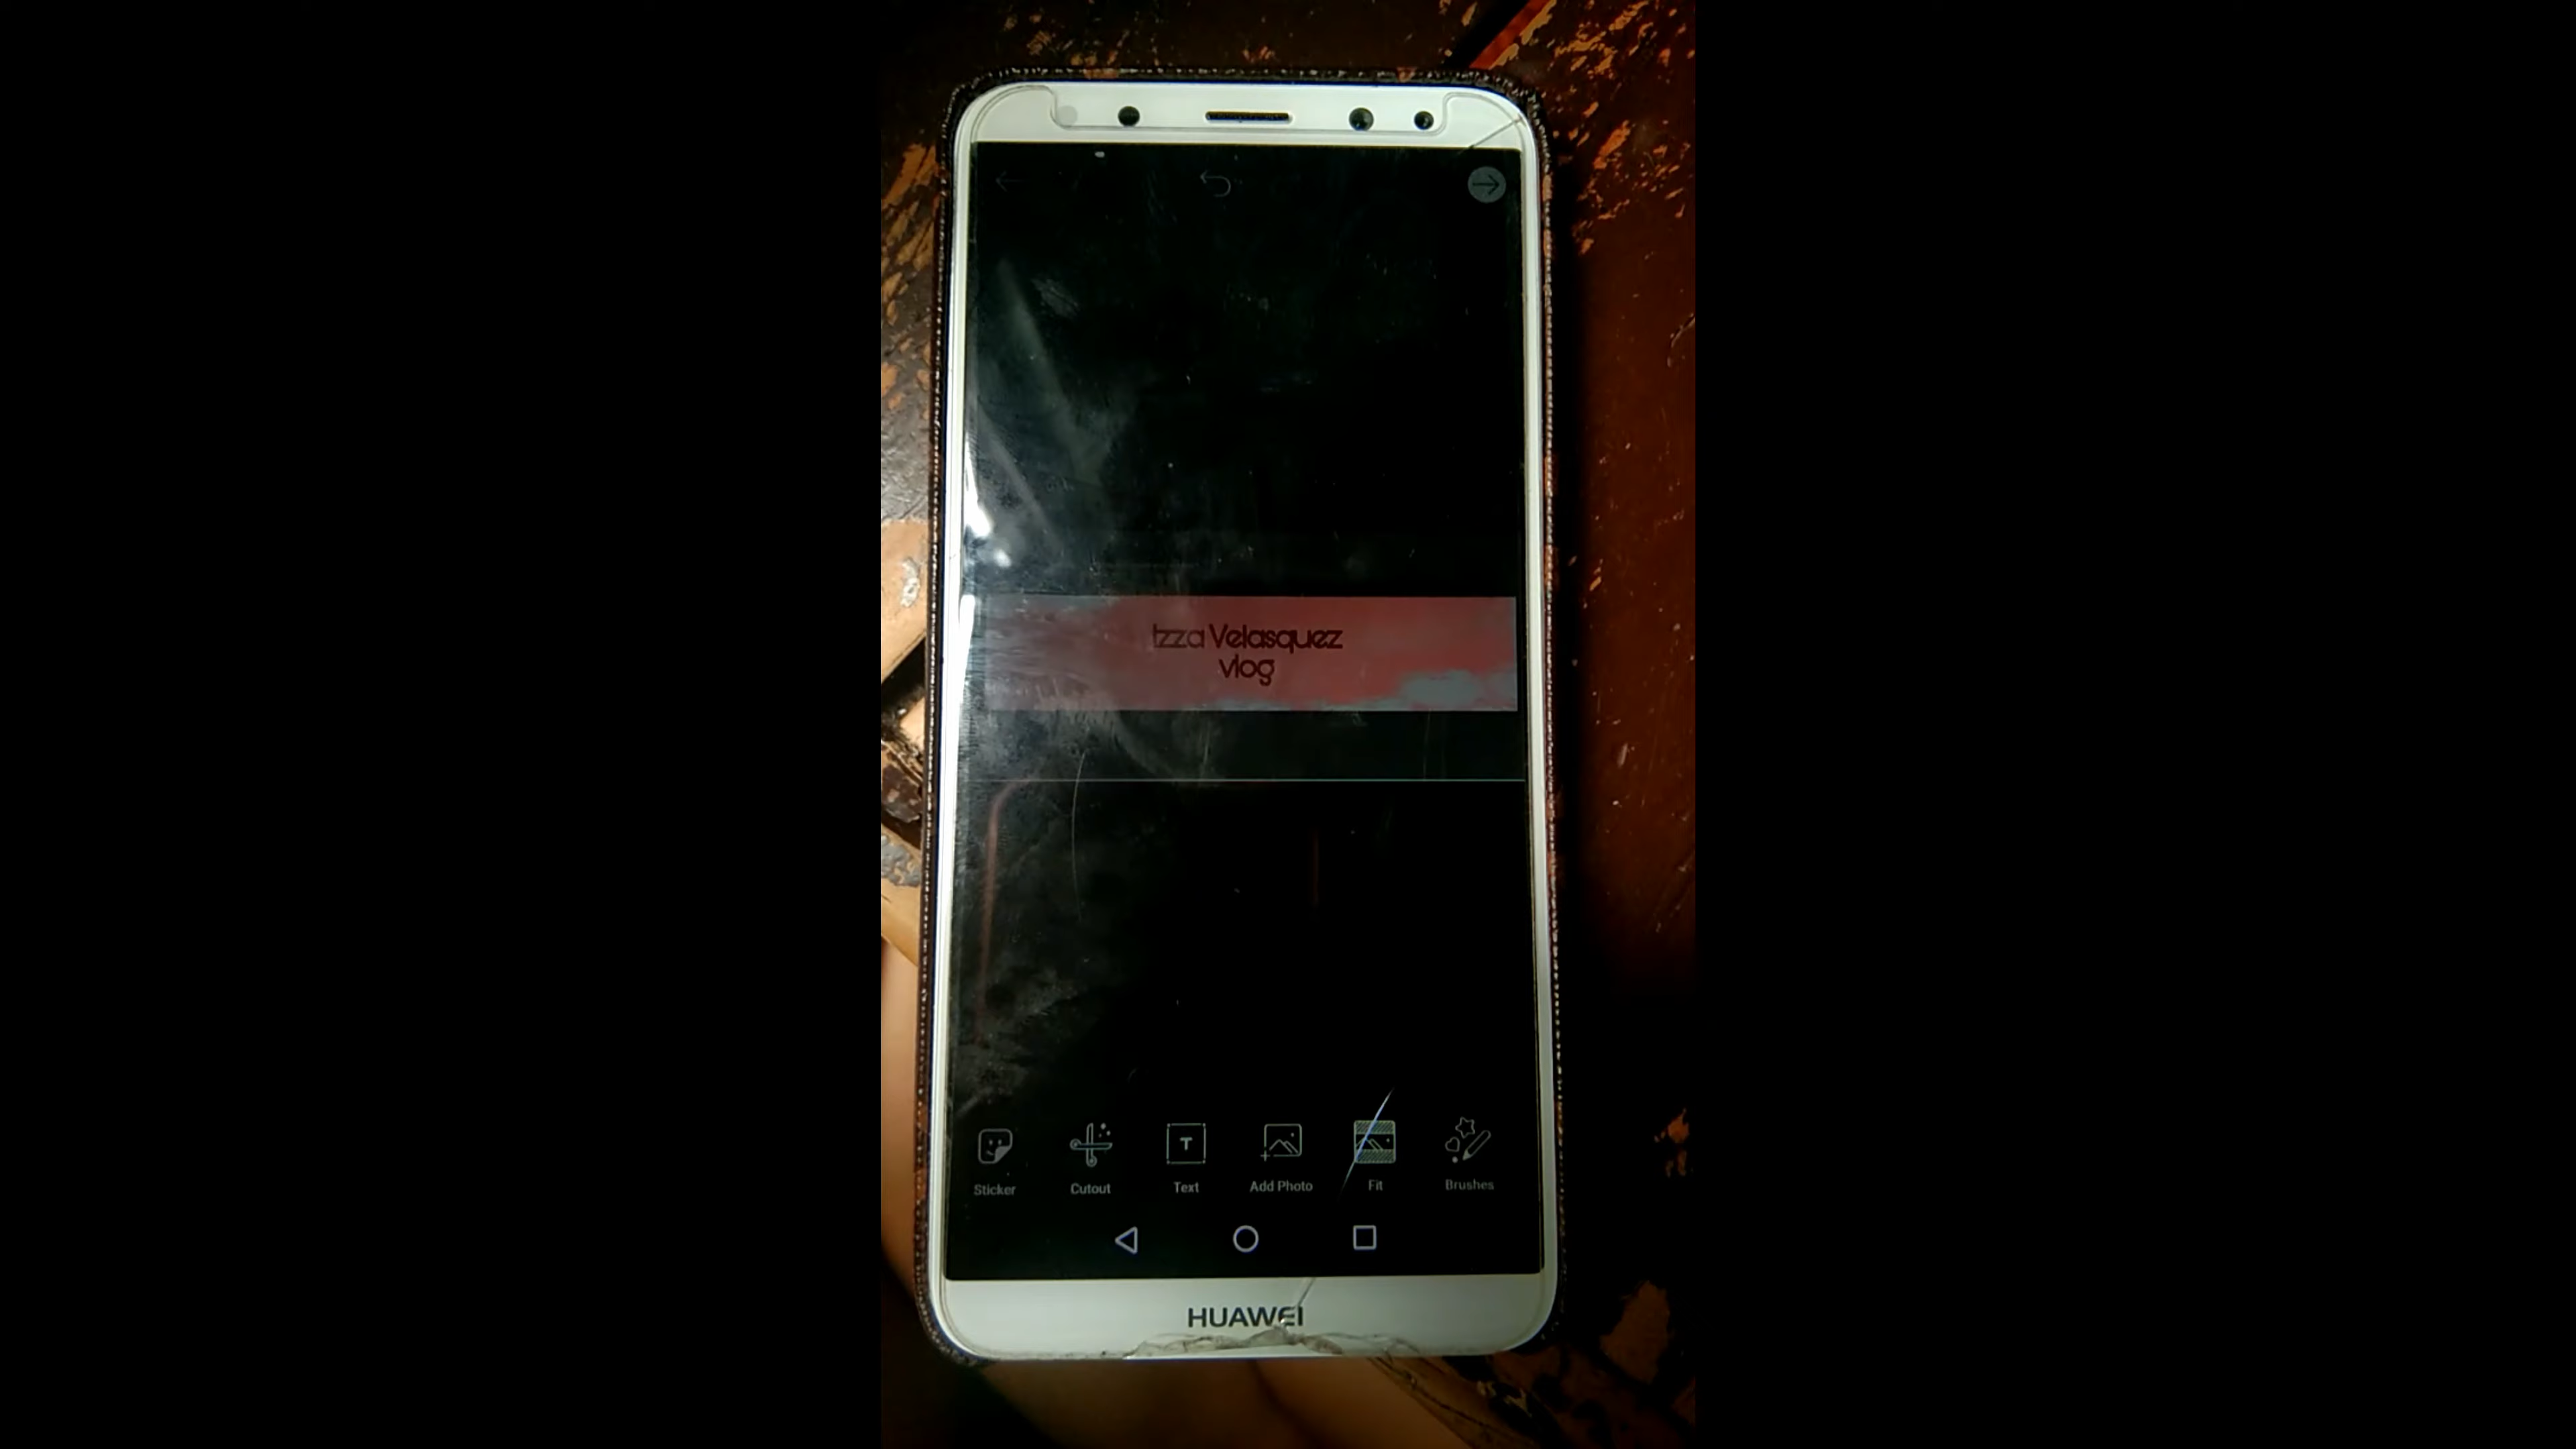 Izza Velasquez
vlog
T
Sticker
Cutout
Text
Add Photo
Fit
Brushes
HUAWEI